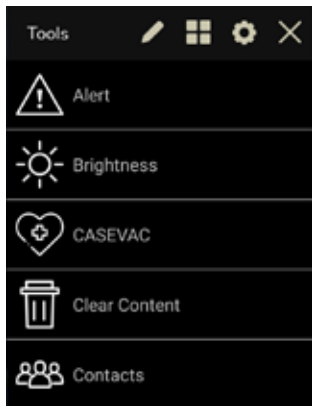 Tools
Alert
Brightness
CASEVAC
Clear Content
Contacts